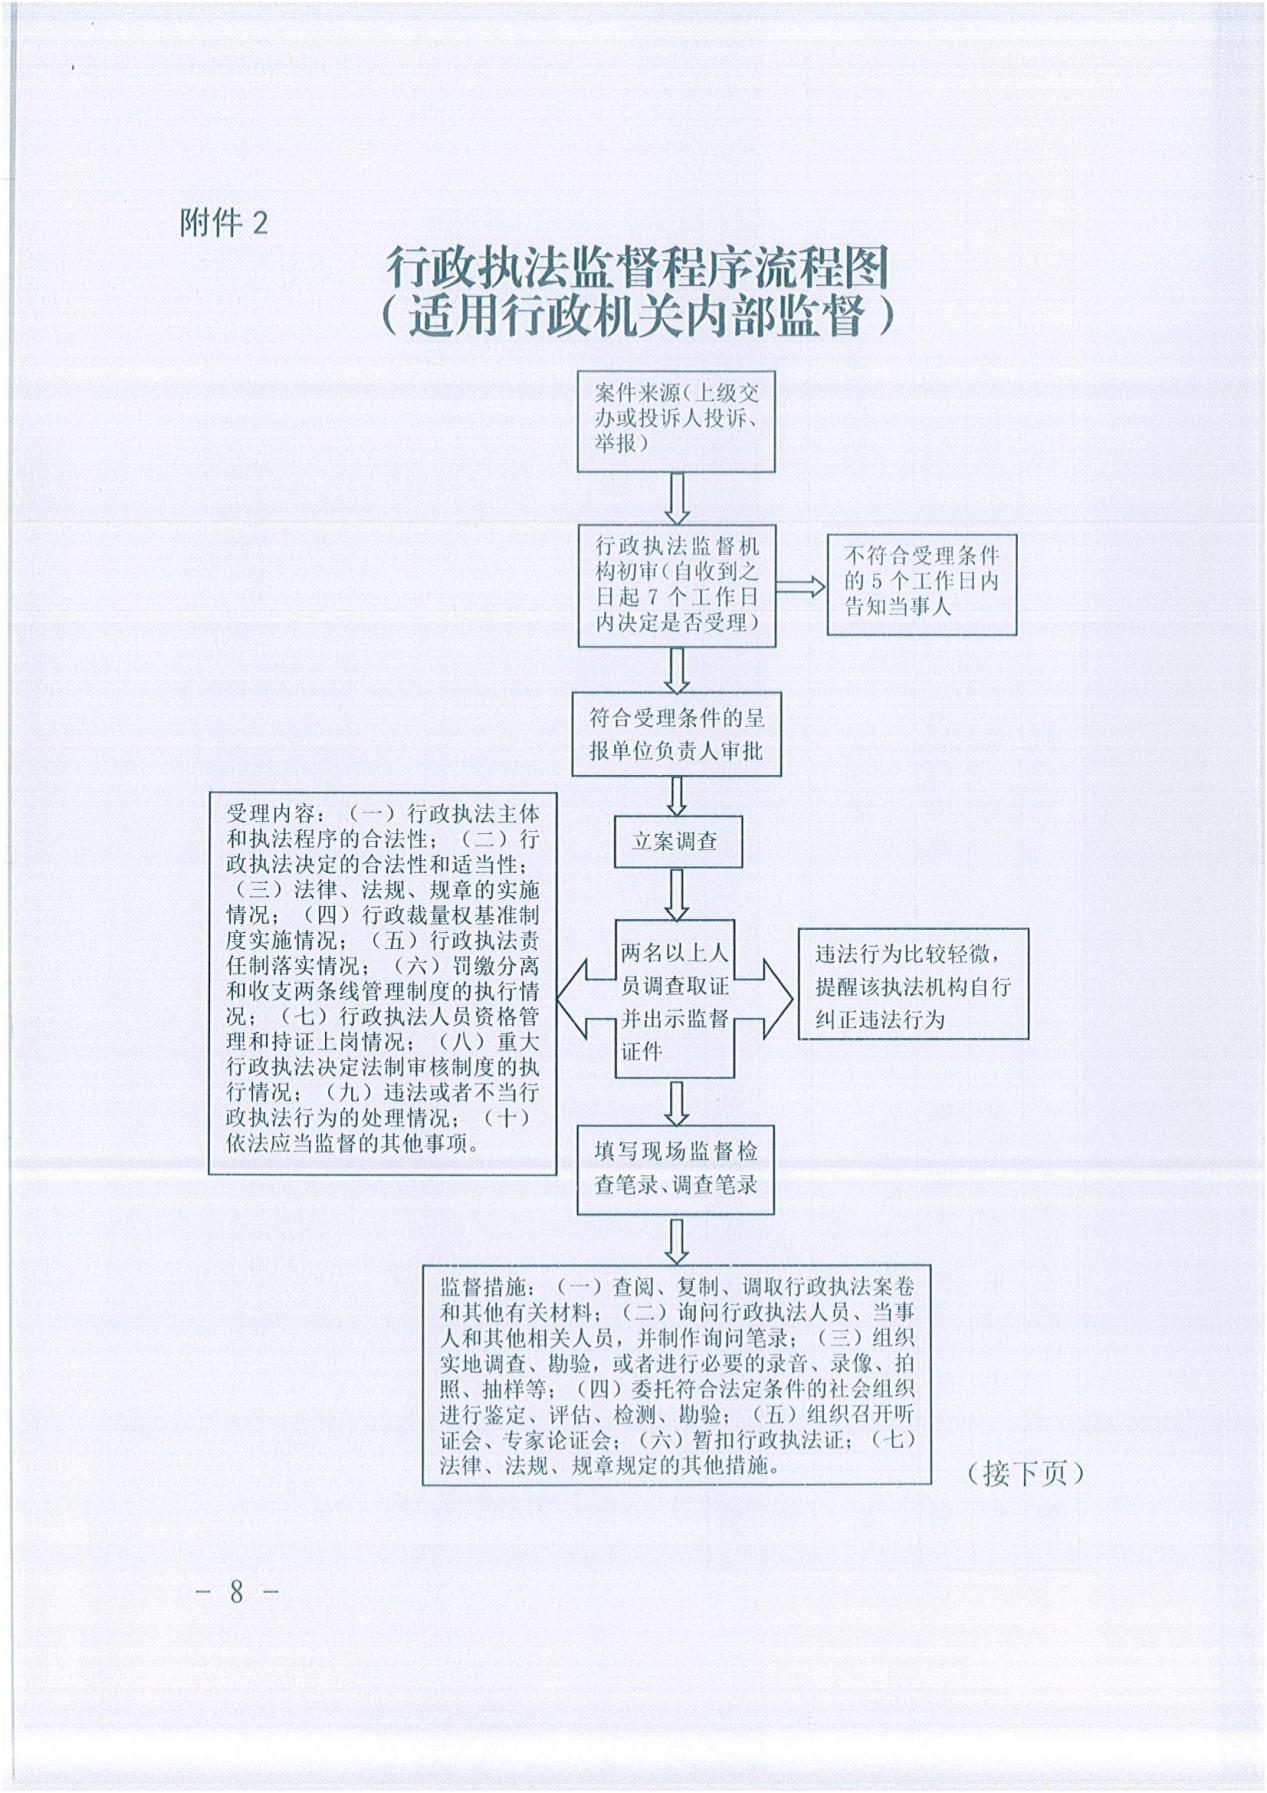 附件 2
行政执法监督程序流程图
（适用行政机关内部监督）
案件来源（上级交
办或投诉人投诉、
举报）
行政执法监督机
构初审（自收到之
日起 7 个工作日
内决定是否受理）
不符合受理条件
的 5 个工作日内
告知当事人
符合受理条件的呈
报单位负责人审批
立案调查
受理内容：（一）行政执法主体
和执法程序的合法性；（二）行
政执法决定的合法性和适当性；
（三）法律、法规、规章的实施
情况；（四）行政裁量权基准制
度实施情况；（五）行政执法责
任制落实情况；（六）罚缴分离
和收支两条线管理制度的执行情
况；（七）行政执法人员资格管
理和持证上岗情况；（八）重大
行政执法决定法制审核制度的执
行情况；（九）违法或者不当行
政执法行为的处理情况；（十）
依法应当监督的其他事项。
两名以上人
员调查取证
并出示监督
证件
违法行为比较轻微，
提醒该执法机构自行
纠正违法行为
填写现场监督检
查笔录、调查笔录
监督措施：（一）查阅、复制、调取行政执法案卷
和其他有关材料；（二）询问行政执法人员、当事
人和其他相关人员，并制作询问笔录；（三）组织
实地调查、勘验，或者进行必要的录音、录像、拍
照、抽样等；（四）委托符合法定条件的社会组织
进行鉴定、评估、检测、勘验；（五）组织召开听
证会、专家论证会；（六）暂扣行政执法证；（七）
法律、法规、规章规定的其他措施。
（接下页）
－ 8 －